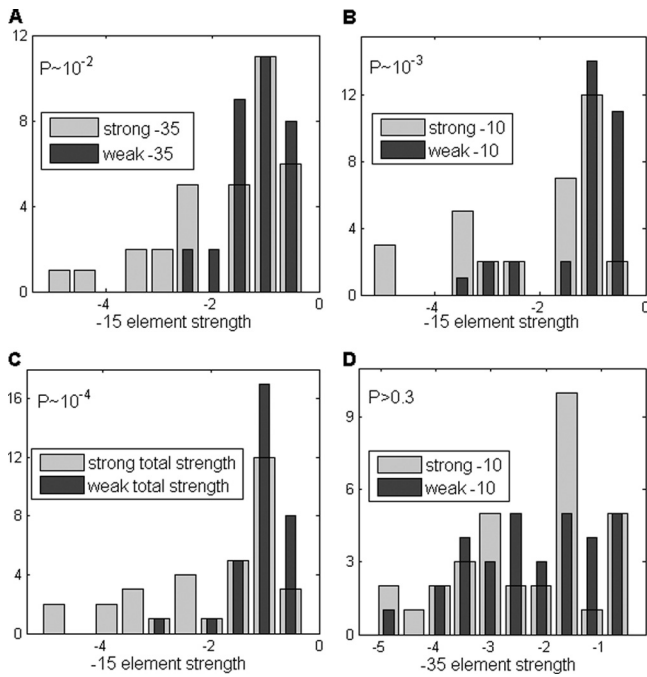 A
P~10-2
strong -35
weak -35
12
8
4
0
-4
-2
0
-15 element strength
B
P~10-3
strong -10
weak -10
12
8
4
0
-4
-2
0
-15 element strength
C
P~10-4
strong total strength
weak total strength
16
12
8
4
0
-4
-2
0
-15 element strength
D
P>0.3
strong -10
weak -10
9
6
3
0
-5
-4
-3
-2
-1
-35 element strength